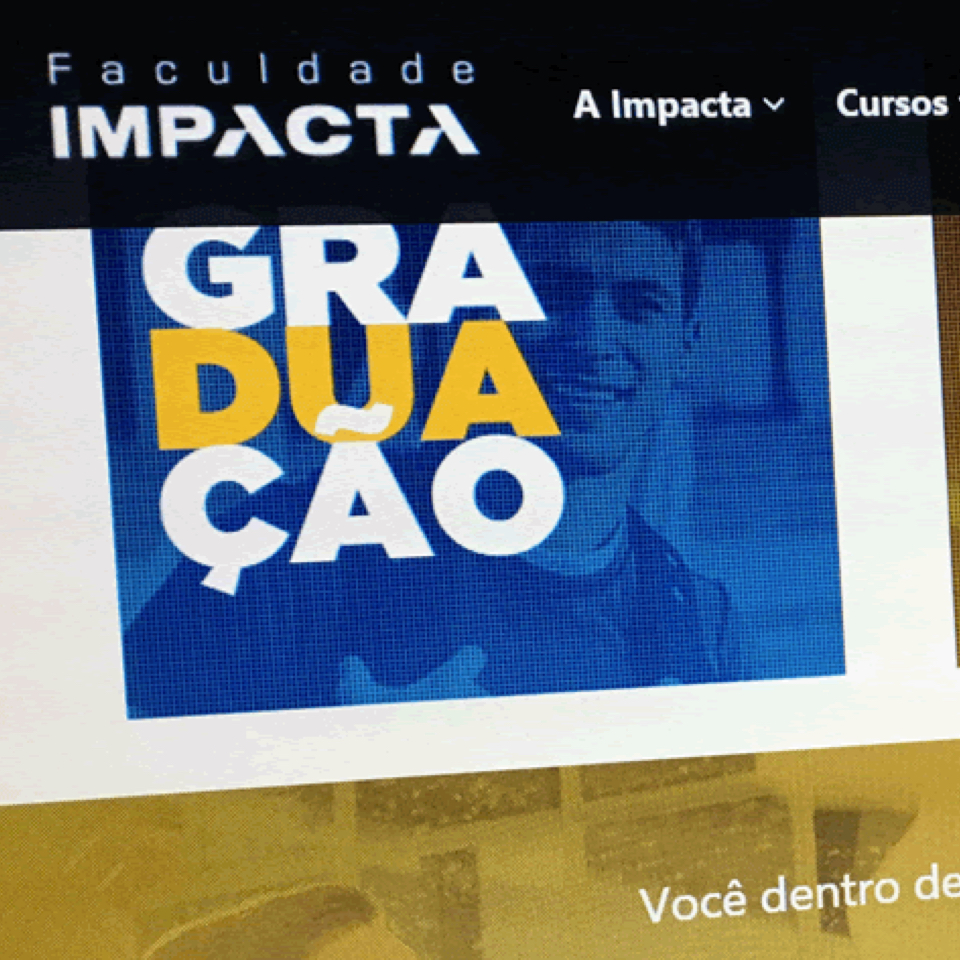 Faculdade
IMPACTA
A Impacta
Cursos
GRA
DUA
ÇÃO
Você dentro de